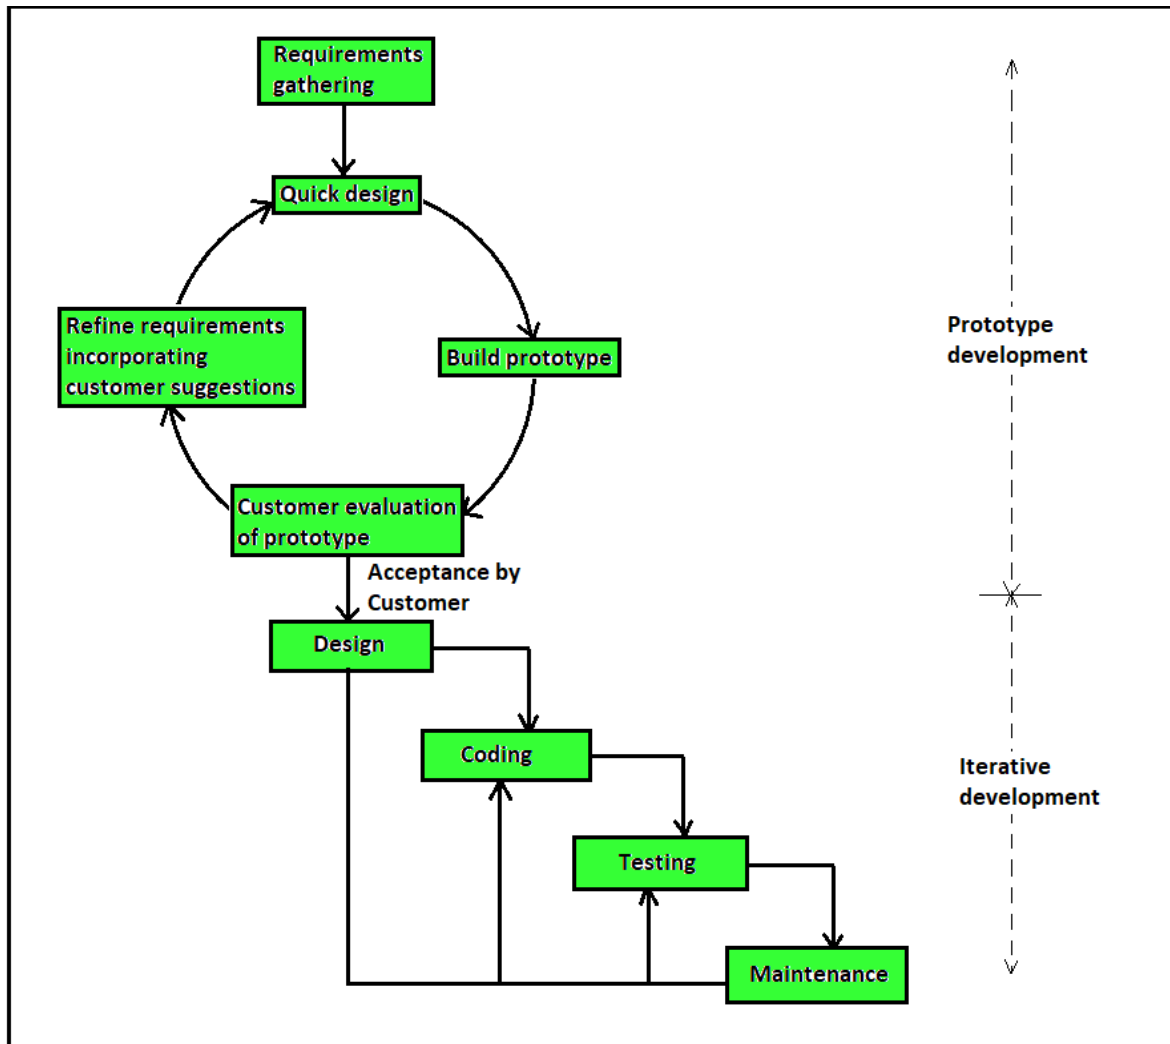 Requirements
gathering
Quick design
Refine requirements
incorporating
customer suggestions
Build prototype
Prototype
development
Customer evaluation
of prototype
Acceptance by
Customer
Design
Coding
Iterative
development
Testing
Maintenance